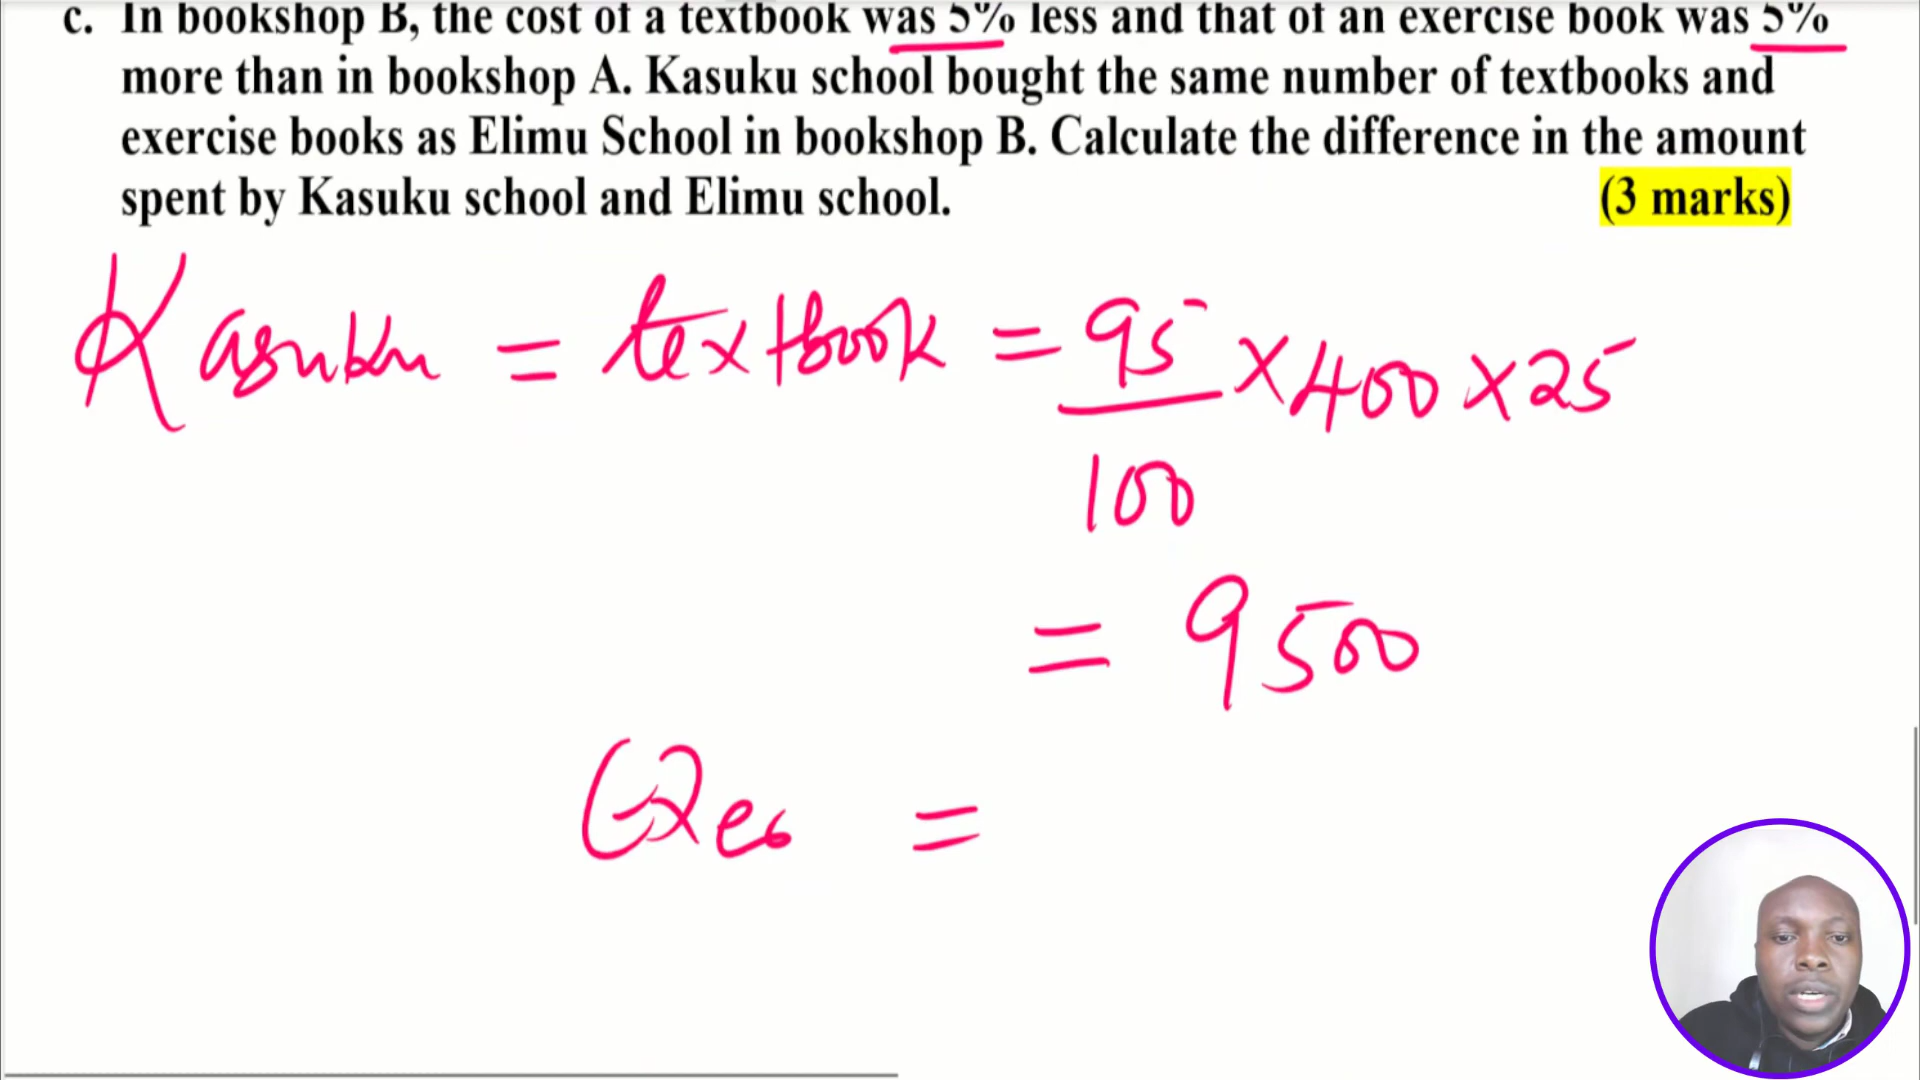 c. In bookshop B, the cost of a textbook was 5% less and that of an exercise book was 5%
more than in bookshop A. Kasuku school bought the same number of textbooks and
exercise books as Elimu School in bookshop B. Calculate the difference in the amount
spent by Kasuku school and Elimu school. (3 marks)
Kasuku = textbook = 95/100 × 400 × 25
= 9500
=